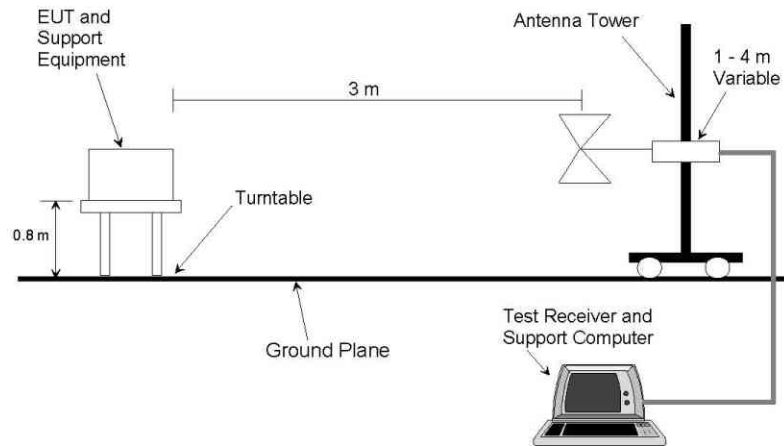 EUT and
Support
Equipment
Antenna Tower
1 - 4 m
Variable
3 m
0.8 m
Turntable
Ground Plane
Test Receiver and
Support Computer